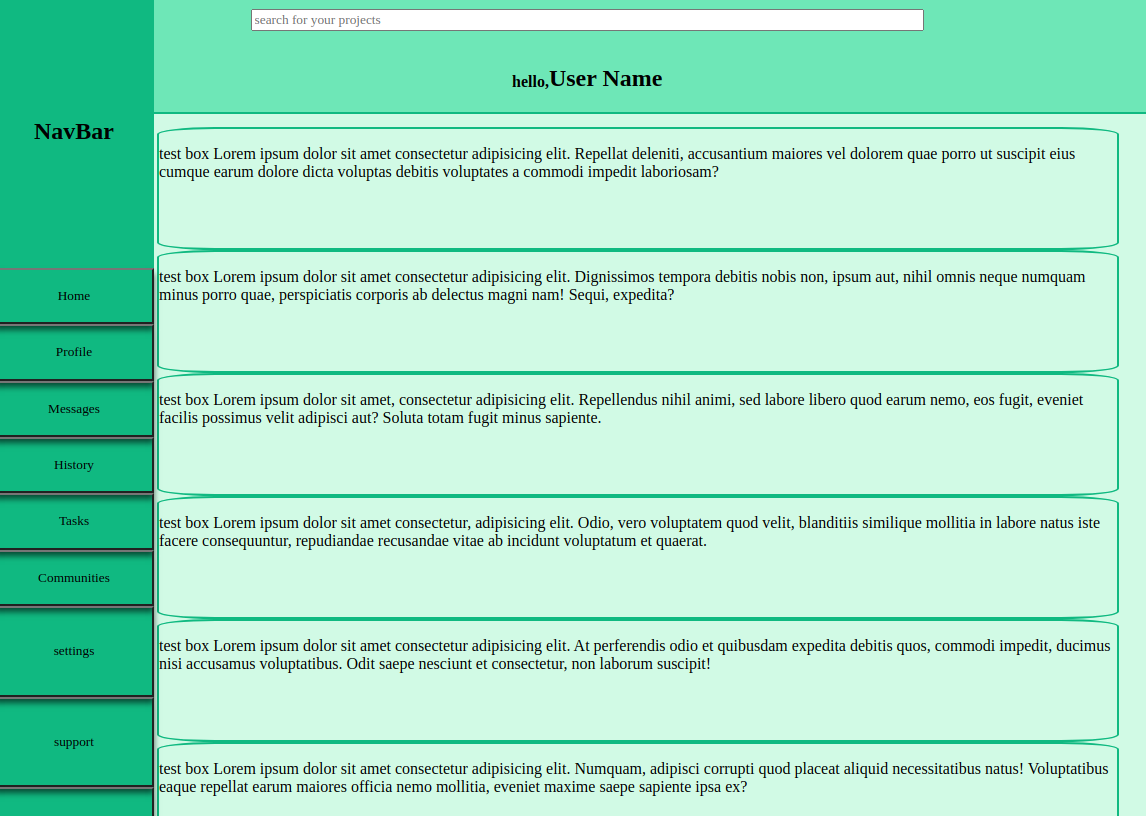 search for your projects
hello,User Name
NavBar
Home
Profile
Messages
History
Tasks
Communities
settings
support
test box Lorem ipsum dolor sit amet consectetur adipisicing elit. Repellat deleniti, accusantium maiores vel dolorem quae porro ut suscipit eius
cumque earum dolore dicta voluptas debitis voluptates a commodi impedit laboriosam?
test box Lorem ipsum dolor sit amet consectetur adipisicing elit. Dignissimos tempora debitis nobis non, ipsum aut, nihil omnis neque numquam
minus porro quae, perspiciatis corporis ab delectus magni nam! Sequi, expedita?
test box Lorem ipsum dolor sit amet, consectetur adipisicing elit. Repellendus nihil animi, sed labore libero quod earum nemo, eos fugit, eveniet
facilis possimus velit adipisci aut? Soluta totam fugit minus sapiente.
test box Lorem ipsum dolor sit amet consectetur, adipisicing elit. Odio, vero voluptatem quod velit, blanditiis similique mollitia in labore natus iste
facere consequuntur, repudiandae recusandae vitae ab incidunt voluptatum et quaerat.
test box Lorem ipsum dolor sit amet consectetur adipisicing elit. At perferendis odio et quibusdam expedita debitis quos, commodi impedit, ducimus
nisi accusamus voluptatibus. Odit saepe nesciunt et consectetur, non laborum suscipit!
test box Lorem ipsum dolor sit amet consectetur adipisicing elit. Numquam, adipisci corrupti quod placeat aliquid necessitatibus natus! Voluptatibus
eaque repellat earum maiores officia nemo mollitia, eveniet maxime saepe sapiente ipsa ex?